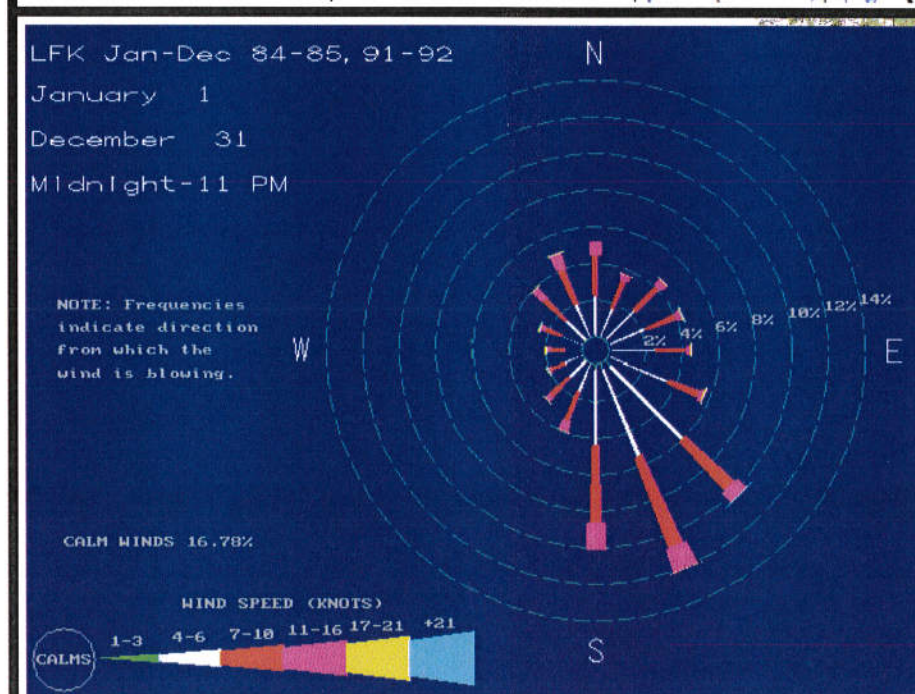 LFK Jan-Dec 84-85, 91-92
January 1
December 31
Midnight-11 PM
N
NOTE: Frequencies
indicate direction
from which the
wind is blowing.
W
2% 4% 6% 8% 10% 12% 14%
E
CALM WINDS 16.78%
WIND SPEED (KNOTS)
1-3 4-6 7-10 11-16 17-21 +21
CALMS
S